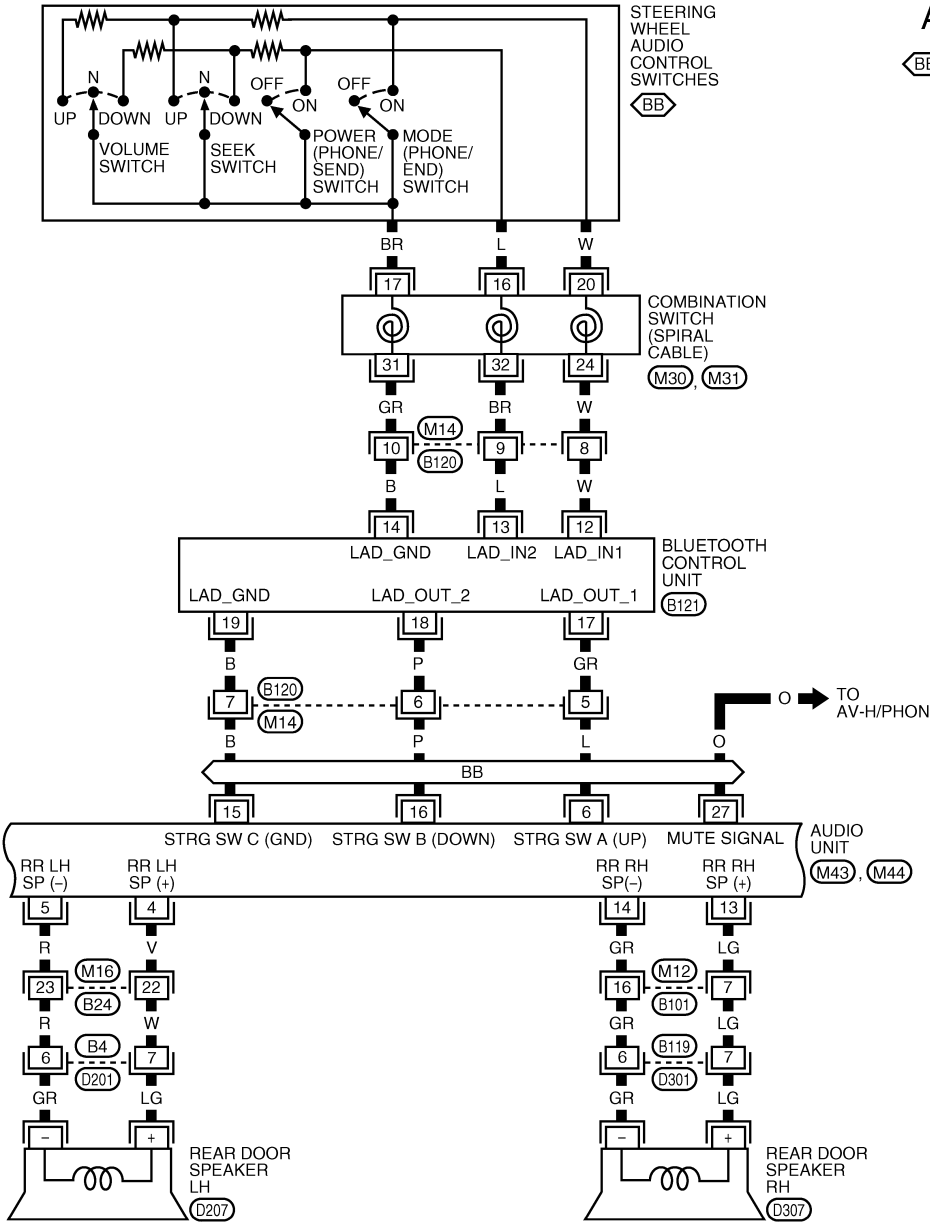 STEERING
WHEEL
AUDIO
CONTROL
SWITCHES
BB
N
N
OFF
ON
OFF
ON
UP
DOWN
UP
DOWN
VOLUME
SWITCH
SEEK
SWITCH
POWER
(PHONE/
SEND)
SWITCH
MODE
(PHONE/
END)
SWITCH
BR L W
17 16 20
COMBINATION
SWITCH
(SPIRAL
CABLE)
M30 , M31
31 32 24
GR BR W
M14
10 9 8
B120
B L W
14 13 12
LAD_GND LAD_IN2 LAD_IN1
BLUETOOTH
CONTROL
UNIT
B121
LAD_GND LAD_OUT_2 LAD_OUT_1
19 18 17
B P GR
B120
7 6 5
M14
B P L O
O
TO
AV-H/PHON
BB
15 16 6 27
STRG SW C (GND) STRG SW B (DOWN) STRG SW A (UP) MUTE SIGNAL
AUDIO
UNIT
M43 , M44
RR LH
SP (–)
RR LH
SP (+)
RR RH
SP(–)
RR RH
SP (+)
5 4 14 13
R V GR LG
M16 M12
23 22 16 7
B24 B101
R W GR LG
B4 B119
6 7 6 7
D201 D301
GR LG GR LG
– + – +
REAR DOOR
SPEAKER
LH
D207
REAR DOOR
SPEAKER
RH
D307